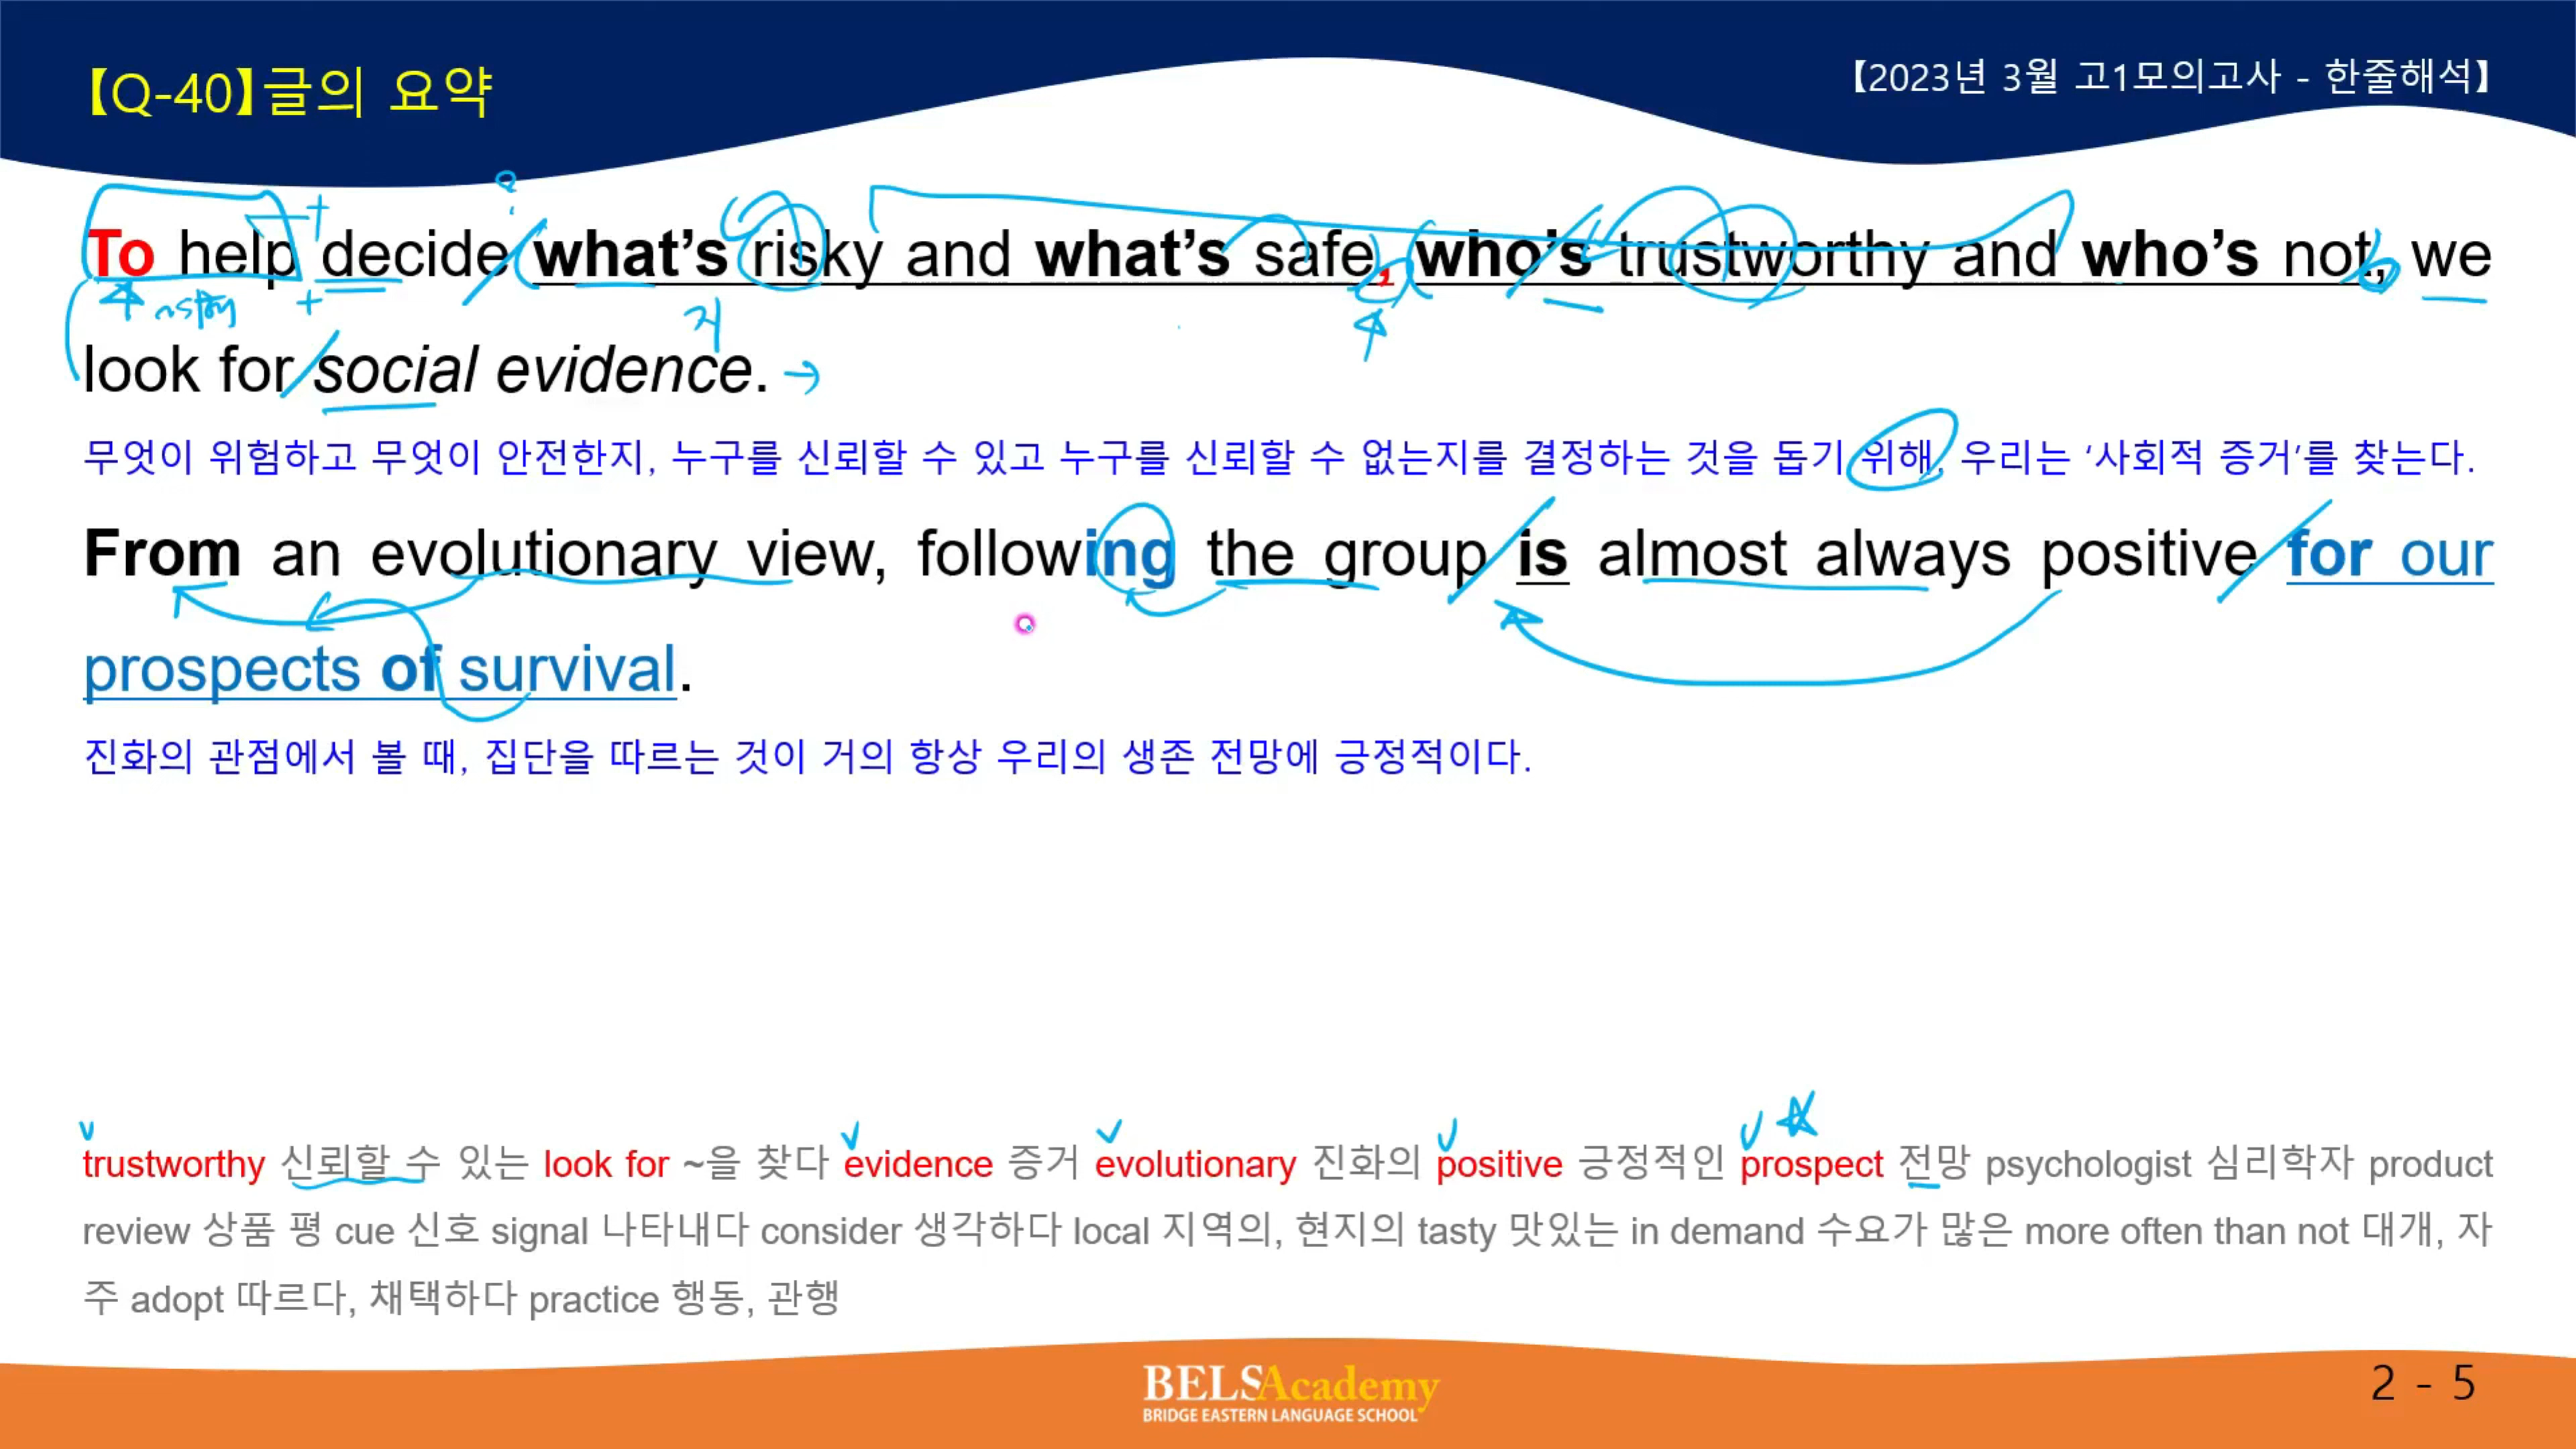 【Q-40】글의 요약
【2023년 3월 고1모의고사 - 한줄해석】
To help decide what’s risky and what’s safe, who’s trustworthy and who’s not, we
look for social evidence.
무엇이 위험하고 무엇이 안전한지, 누구를 신뢰할 수 있고 누구를 신뢰할 수 없는지를 결정하는 것을 돕기 위해, 우리는 ‘사회적 증거’를 찾는다.
From an evolutionary view, following the group is almost always positive for our
prospects of survival.
진화의 관점에서 볼 때, 집단을 따르는 것이 거의 항상 우리의 생존 전망에 긍정적이다.
trustworthy 신뢰할 수 있는 look for ~을 찾다 evidence 증거 evolutionary 진화의 positive 긍정적인 prospect 전망 psychologist 심리학자 product
review 상품 평 cue 신호 signal 나타내다 consider 생각하다 local 지역의, 현지의 tasty 맛있는 in demand 수요가 많은 more often than not 대개, 자
주 adopt 따르다, 채택하다 practice 행동, 관행
BELSAcademy
BRIDGE EASTERN LANGUAGE SCHOOL
2 - 5